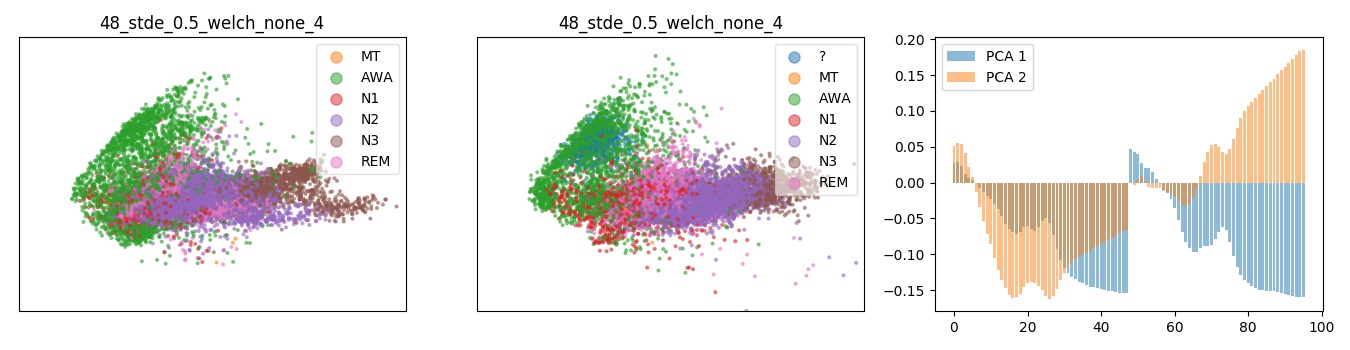 48_stde_0.5_welch_none_4
MT
AWA
N1
N2
N3
REM
48_stde_0.5_welch_none_4
?
MT
AWA
N1
N2
N3
REM
PCA 1
PCA 2
0.20
0.15
0.10
0.05
0.00
−0.05
−0.10
−0.15
0 20 40 60 80 100